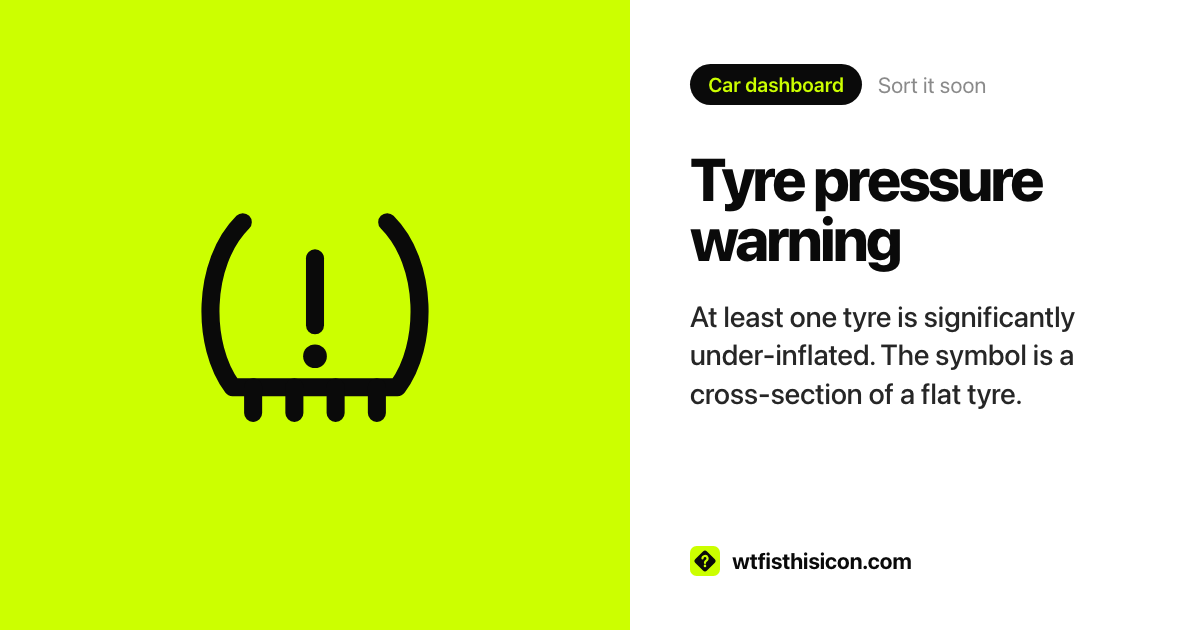 Car dashboard
Sort it soon
Tyre pressure
warning
At least one tyre is significantly
under-inflated. The symbol is a
cross-section of a flat tyre.
wtfisthisicon.com